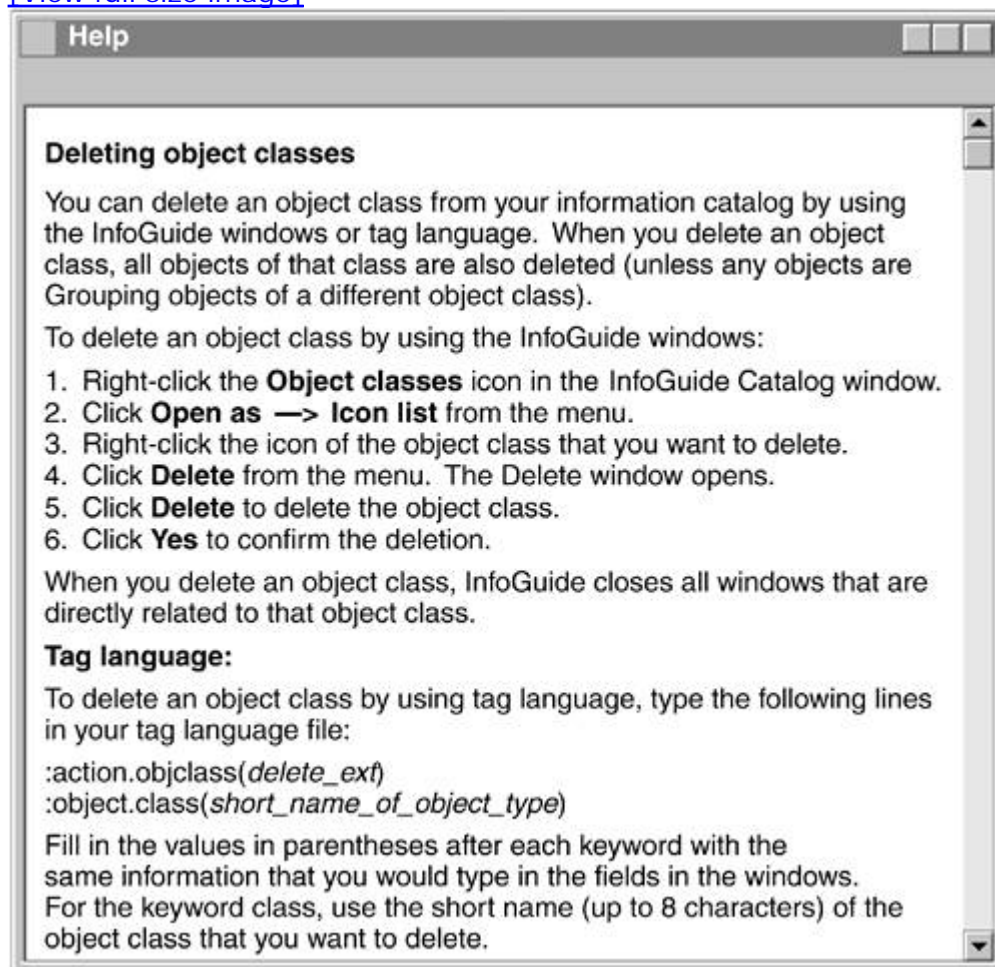 [View full size image]
Help
Deleting object classes
You can delete an object class from your information catalog by using
the InfoGuide windows or tag language. When you delete an object
class, all objects of that class are also deleted (unless any objects are
Grouping objects of a different object class).
To delete an object class by using the InfoGuide windows:
1. Right-click the Object classes icon in the InfoGuide Catalog window.
2. Click Open as —> Icon list from the menu.
3. Right-click the icon of the object class that you want to delete.
4. Click Delete from the menu. The Delete window opens.
5. Click Delete to delete the object class.
6. Click Yes to confirm the deletion.
When you delete an object class, InfoGuide closes all windows that are
directly related to that object class.
Tag language:
To delete an object class by using tag language, type the following lines
in your tag language file:
:action.objclass(delete_ext)
:object.class(short_name_of_object_type)
Fill in the values in parentheses after each keyword with the
same information that you would type in the fields in the windows.
For the keyword class, use the short name (up to 8 characters) of the
object class that you want to delete.